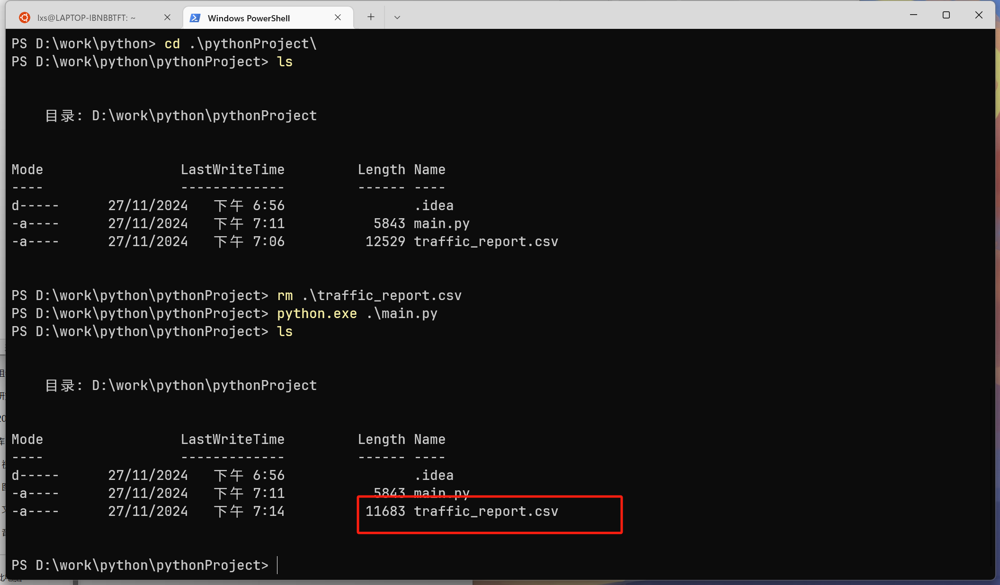 lxs@LAPTOP-IBNBBTFT: ~
Windows PowerShell
PS D:\work\python> cd .\pythonProject\
PS D:\work\python\pythonProject> ls
目录: D:\work\python\pythonProject
Mode LastWriteTime Length Name
---- ------------- ------ ----
d----- 27/11/2024 下午 6:56 .idea
-a---- 27/11/2024 下午 7:11 5843 main.py
-a---- 27/11/2024 下午 7:06 12529 traffic_report.csv
PS D:\work\python\pythonProject> rm .\traffic_report.csv
PS D:\work\python\pythonProject> python.exe .\main.py
PS D:\work\python\pythonProject> ls
目录: D:\work\python\pythonProject
Mode LastWriteTime Length Name
---- ------------- ------ ----
d----- 27/11/2024 下午 6:56 .idea
-a---- 27/11/2024 下午 7:11 5843 main.py
-a---- 27/11/2024 下午 7:14 11683 traffic_report.csv
PS D:\work\python\pythonProject>